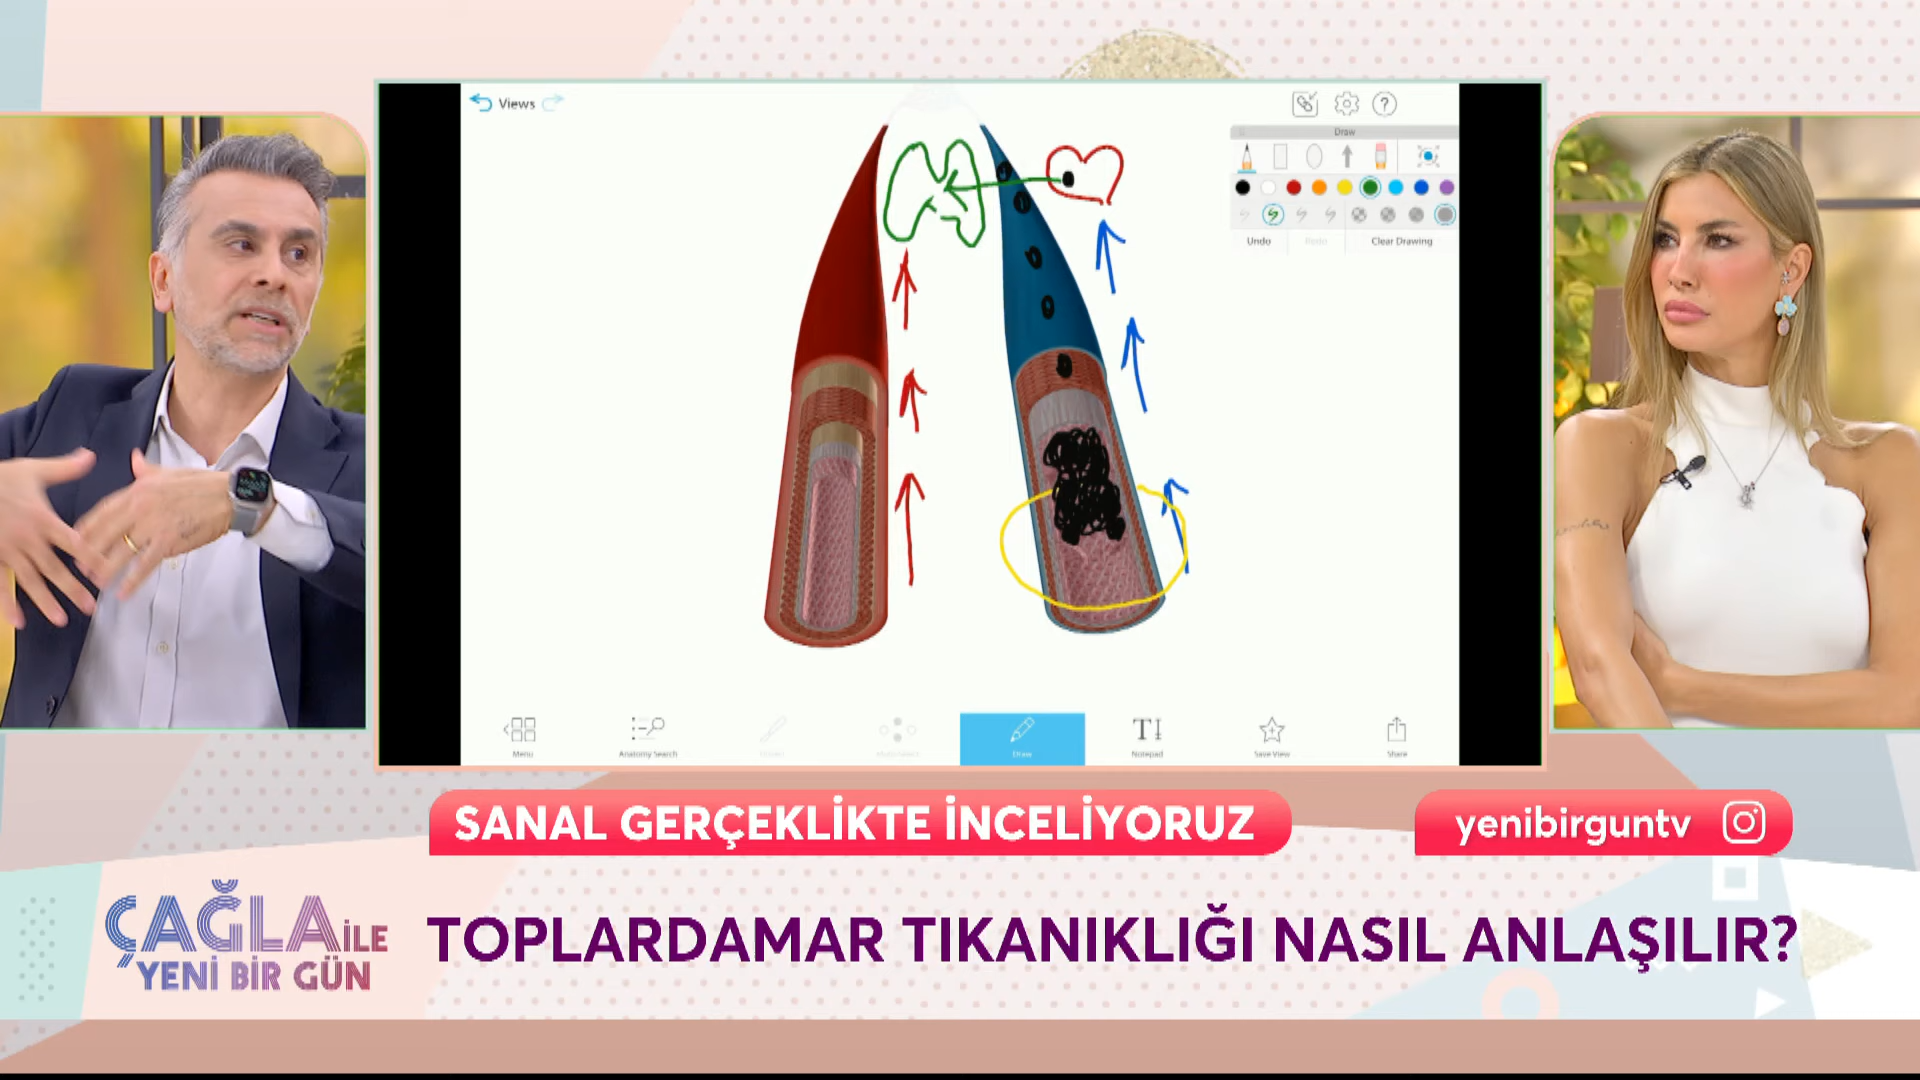 Views
Draw
Undo
Redo
Clear Drawing
Menu
Anatomy Search
Draw
Notepad
Save View
Share
SANAL GERÇEKLİKTE İNCELİYORUZ
yenibirguntv
ÇAĞLA İLE
YENİ BİR GÜN
TOPLARDAMAR TIKANIKLIĞI NASIL ANLAŞILIR?